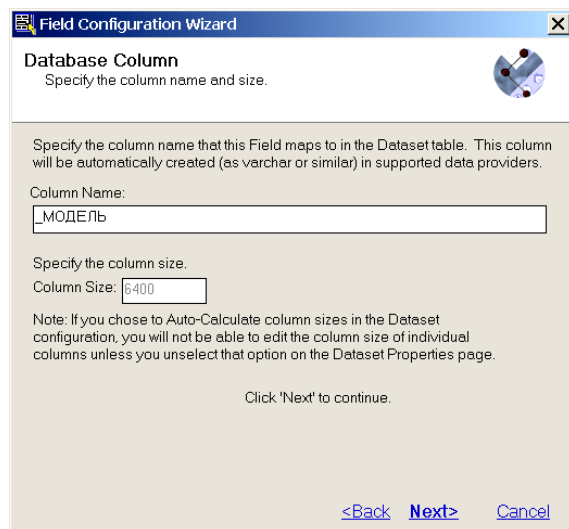 Field Configuration Wizard
Database Column
Specify the column name and size.
Specify the column name that this Field maps to in the Dataset table. This column
will be automatically created (as varchar or similar) in supported data providers.
Column Name:
_МОДЕЛЬ
Specify the column size.
Column Size: 6400
Note: If you chose to Auto-Calculate column sizes in the Dataset
configuration, you will not be able to edit the column size of individual
columns unless you unselect that option on the Dataset Properties page.
Click 'Next' to continue.
<Back Next> Cancel